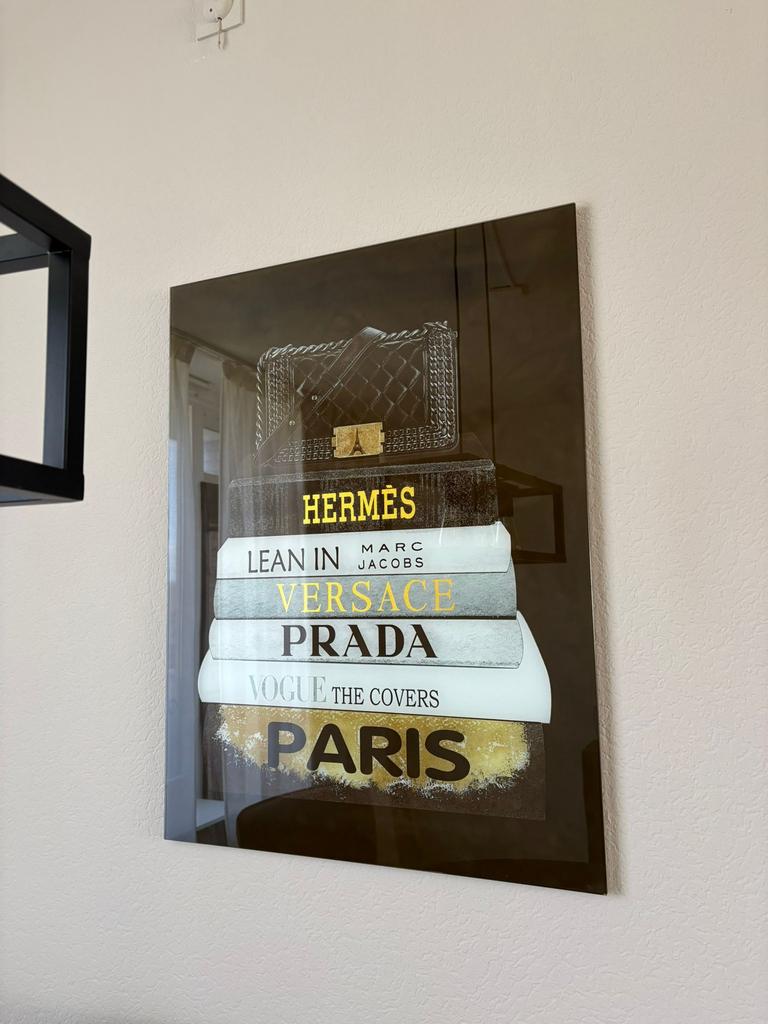 HERMÈS
LEAN IN MARC JACOBS
VERSACE
PRADA
VOGUE THE COVERS
PARIS